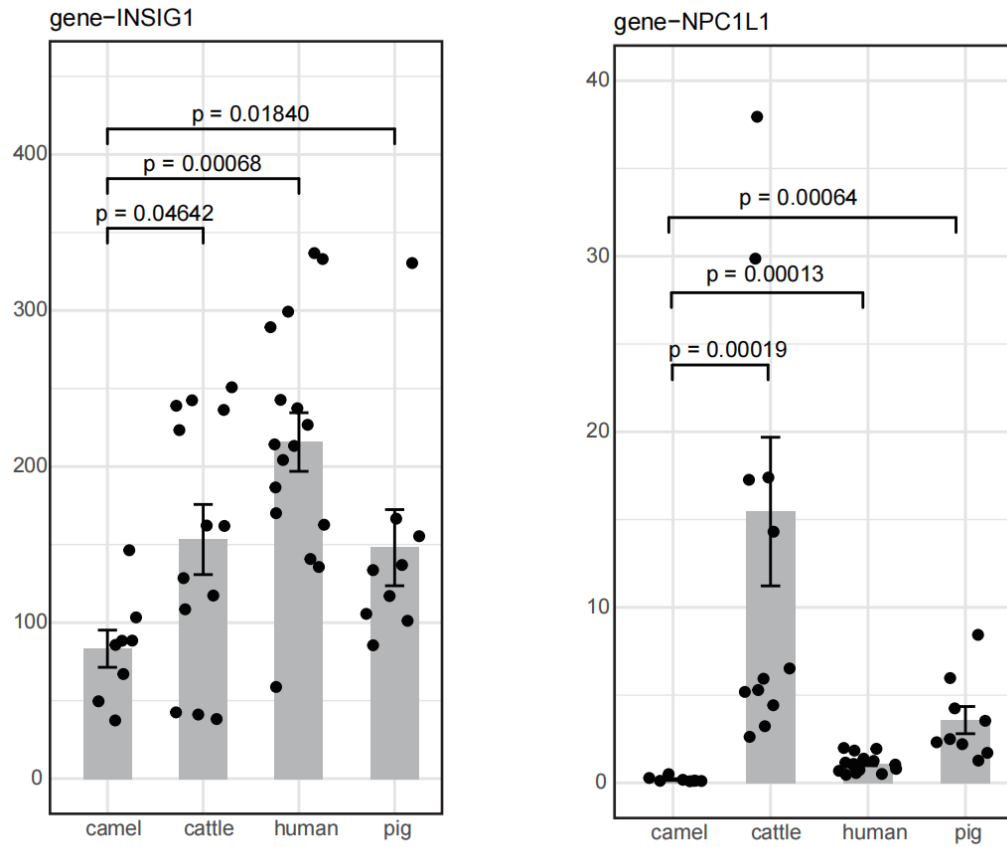 gene−INSIG1
400
300
200
100
0
p = 0.01840
p = 0.00068
p = 0.04642
camel cattle human pig
gene−NPC1L1
40
30
20
10
0
p = 0.00064
p = 0.00013
p = 0.00019
camel cattle human pig